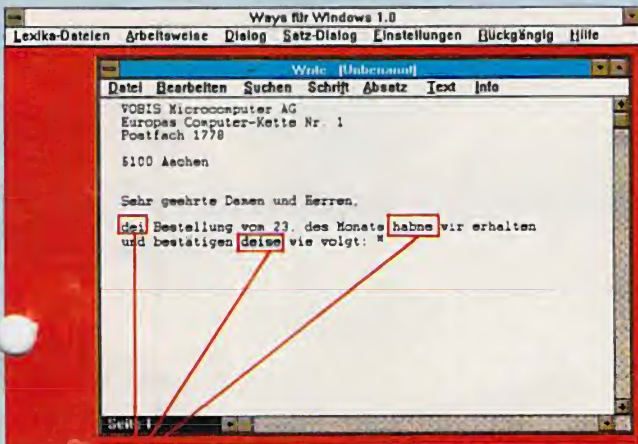 Ways für Windows 1.0
Lexika-Dateien Arbeitsweise Dialog Satz-Dialog Einstellungen Rückgängig Hilfe
Write - [Unbenannt]
Datei Bearbeiten Suchen Schrift Absatz Text Info
VOBIS Microcomputer AG
Europas Computer-Kette Nr. 1
Postfach 1778
5100 Aachen
Sehr geehrte Damen und Herren,
dei Bestellung vom 23. des Monats habne wir erhalten
und bestätigen deise wie volgt: ¤
Seite 1